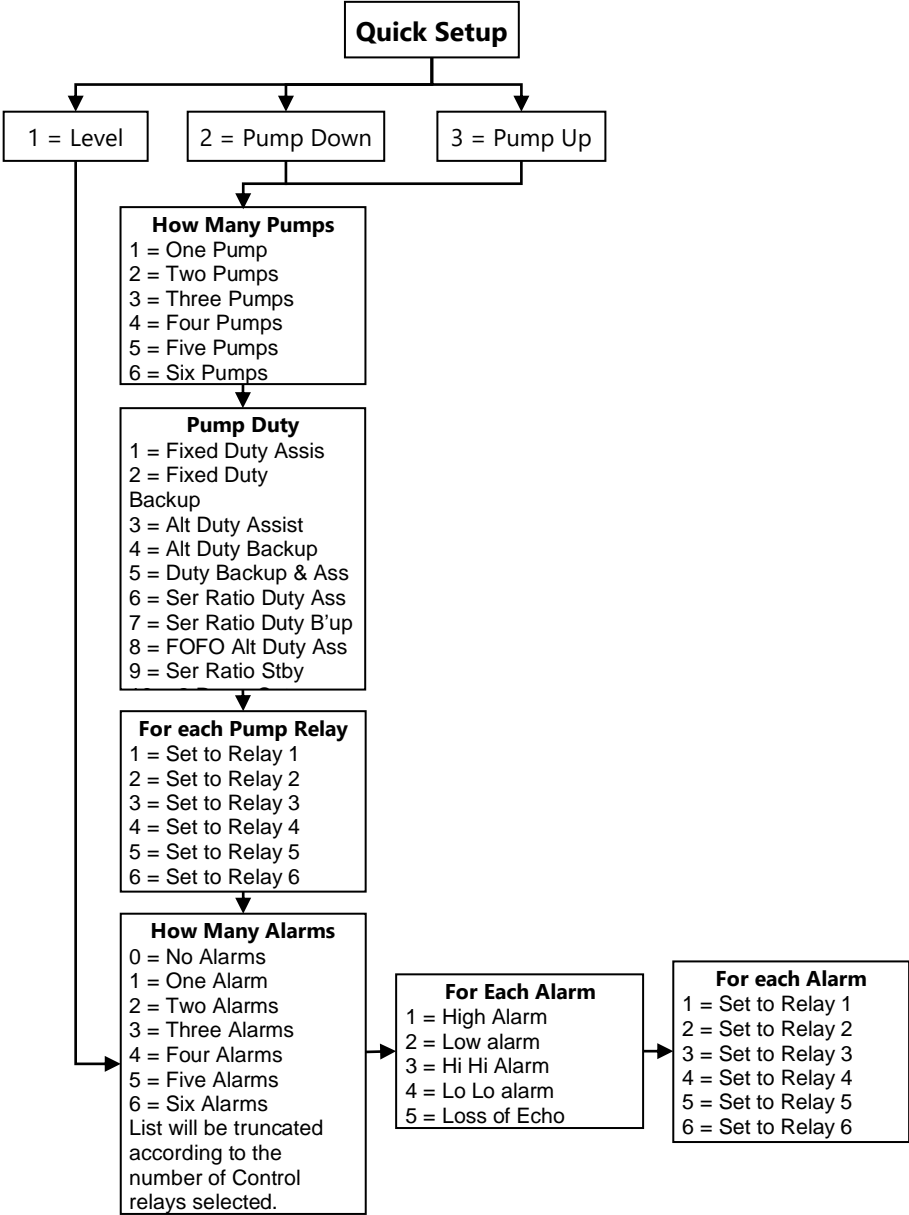 Quick Setup
1 = Level
2 = Pump Down
3 = Pump Up
How Many Pumps
1 = One Pump
2 = Two Pumps
3 = Three Pumps
4 = Four Pumps
5 = Five Pumps
6 = Six Pumps
Pump Duty
1 = Fixed Duty Assis
2 = Fixed Duty
Backup
3 = Alt Duty Assist
4 = Alt Duty Backup
5 = Duty Backup & Ass
6 = Ser Ratio Duty Ass
7 = Ser Ratio Duty B’up
8 = FOFO Alt Duty Ass
9 = Ser Ratio Stby
For each Pump Relay
1 = Set to Relay 1
2 = Set to Relay 2
3 = Set to Relay 3
4 = Set to Relay 4
5 = Set to Relay 5
6 = Set to Relay 6
How Many Alarms
0 = No Alarms
1 = One Alarm
2 = Two Alarms
3 = Three Alarms
4 = Four Alarms
5 = Five Alarms
6 = Six Alarms
List will be truncated
according to the
number of Control
relays selected.
For Each Alarm
1 = High Alarm
2 = Low alarm
3 = Hi Hi Alarm
4 = Lo Lo alarm
5 = Loss of Echo
For each Alarm
1 = Set to Relay 1
2 = Set to Relay 2
3 = Set to Relay 3
4 = Set to Relay 4
5 = Set to Relay 5
6 = Set to Relay 6